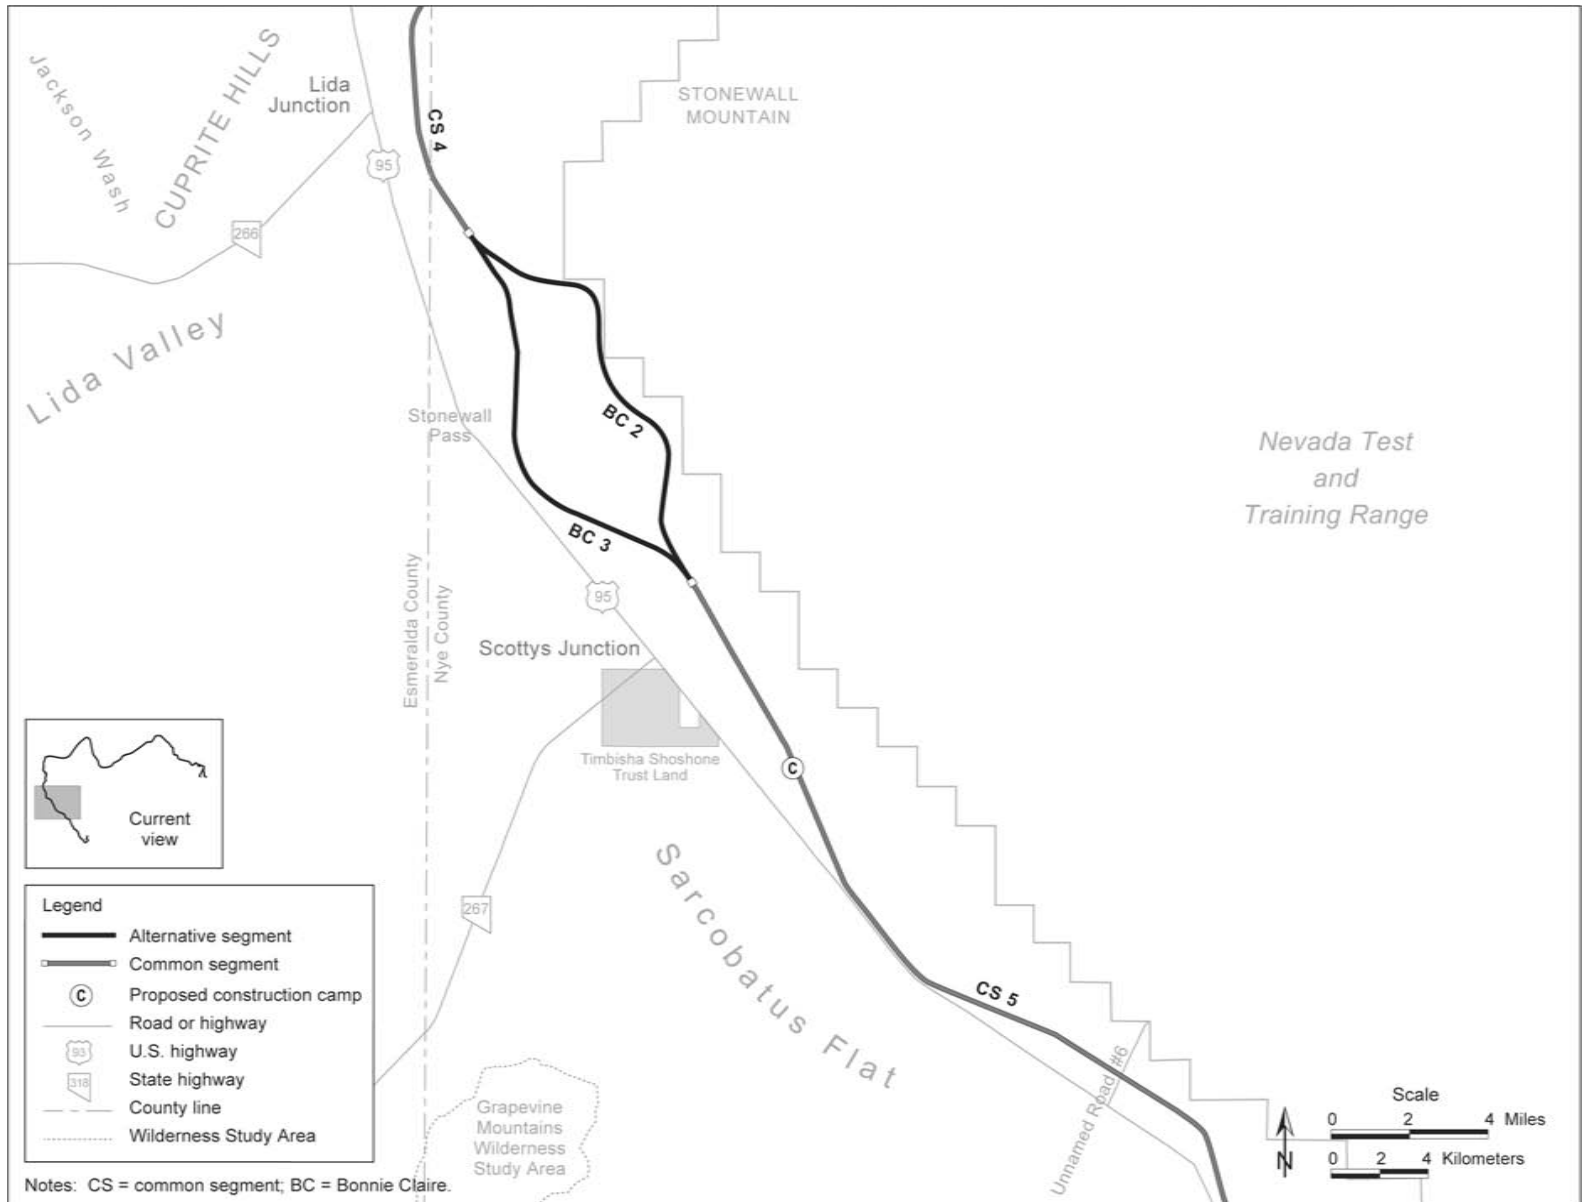 Jackson Wash
CUPRITE HILLS
Lida
Junction
CS 4
STONEWALL
MOUNTAIN
95
266
Lida Valley
Stonewall
Pass
BC 2
Nevada Test
and
Training Range
BC 3
Esmeralda County
Nye County
95
Scottys Junction
Timbisha Shoshone
Trust Land
C
Current
view
Sarcobatus Flat
267
CS 5
Unnamed Road #6
Grapevine
Mountains
Wilderness
Study Area
Legend
Alternative segment
Common segment
C Proposed construction camp
Road or highway
93 U.S. highway
318 State highway
County line
Wilderness Study Area
Scale
0 2 4 Miles
0 2 4 Kilometers
N
Notes: CS = common segment; BC = Bonnie Claire.